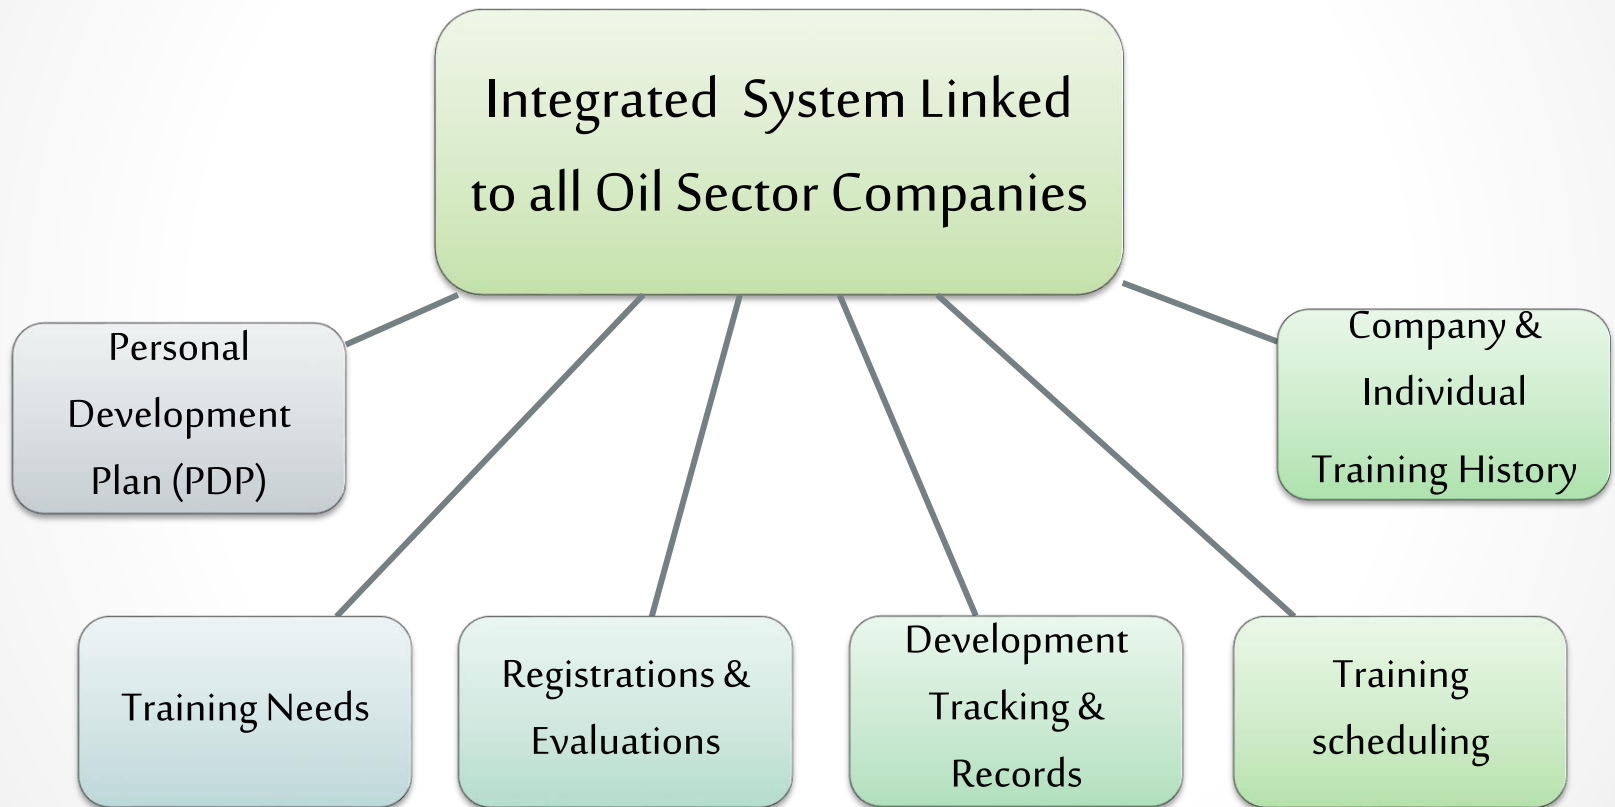 Integrated System Linked
to all Oil Sector Companies
Personal
Development
Plan (PDP)
Company &
Individual
Training History
Training Needs
Registrations &
Evaluations
Development
Tracking &
Records
Training
scheduling